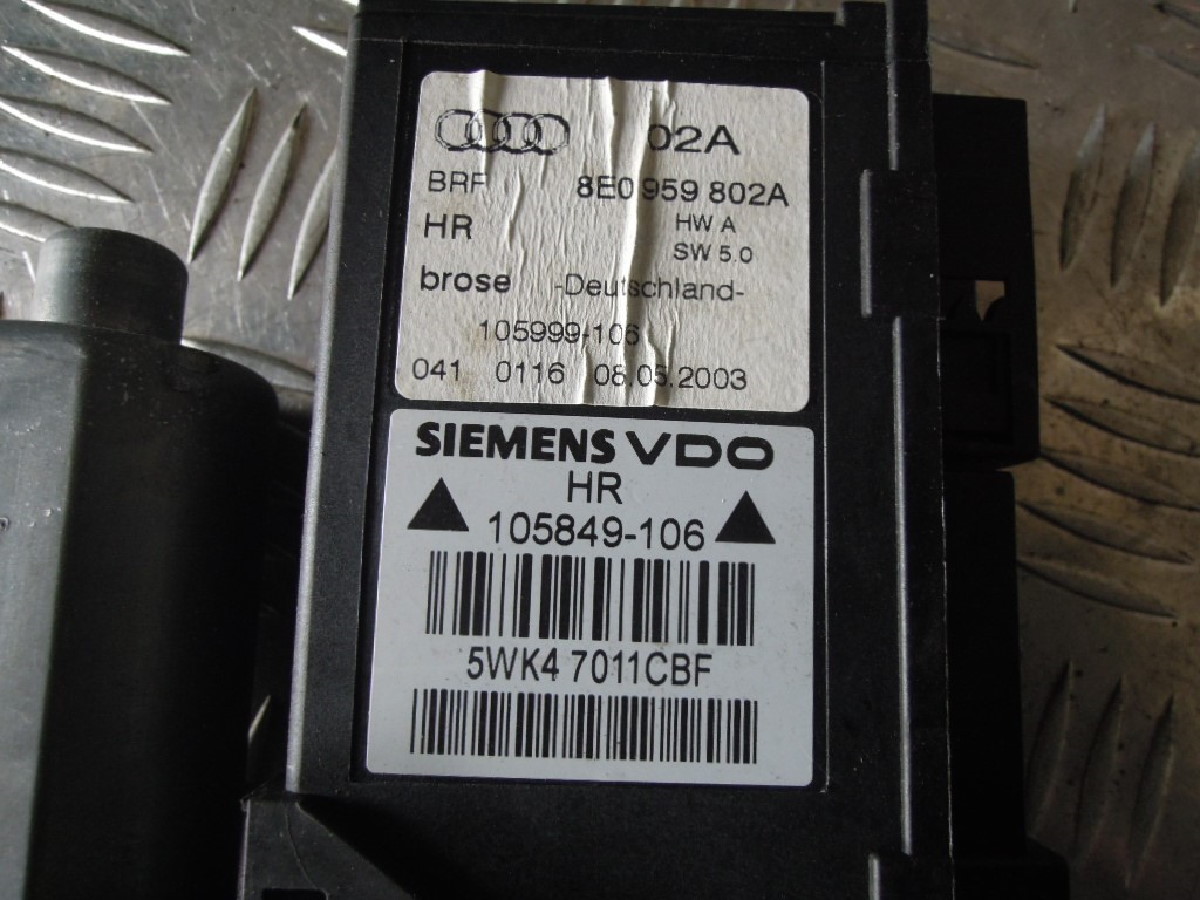 02A
BRF 8E0 959 802A
HR HW A
SW 5.0
brose -Deutschland-
105999-106
041 0116 08.05.2003
SIEMENS VDO
HR
105849-106
5WK4 7011CBF